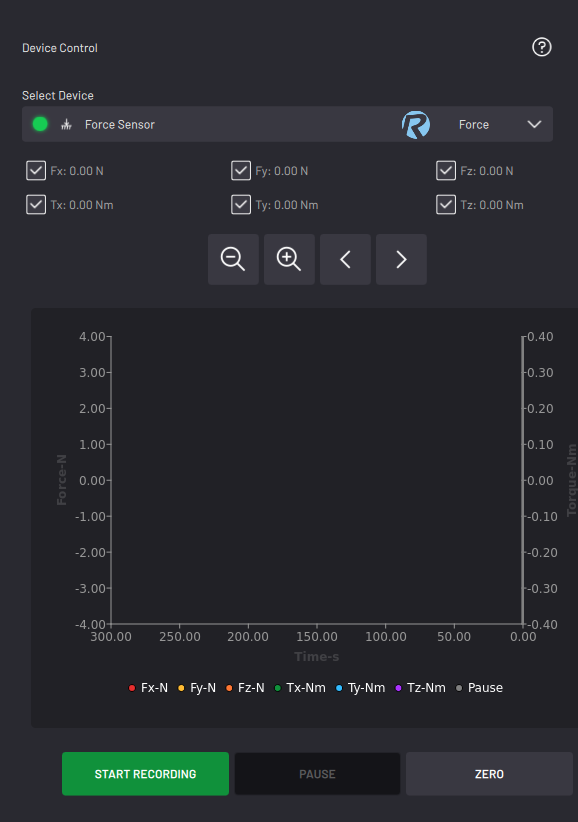 Device Control
Select Device
Force Sensor Force
Fx: 0.00 N Fy: 0.00 N Fz: 0.00 N
Tx: 0.00 Nm Ty: 0.00 Nm Tz: 0.00 Nm
4.00 0.40
3.00 0.30
2.00 0.20
1.00 0.10
0.00 0.00
-1.00 -0.10
-2.00 -0.20
-3.00 -0.30
-4.00 -0.40
Force-N
Torque-Nm
300.00 250.00 200.00 150.00 100.00 50.00 0.00
Time-s
Fx-N Fy-N Fz-N Tx-Nm Ty-Nm Tz-Nm Pause
START RECORDING PAUSE ZERO